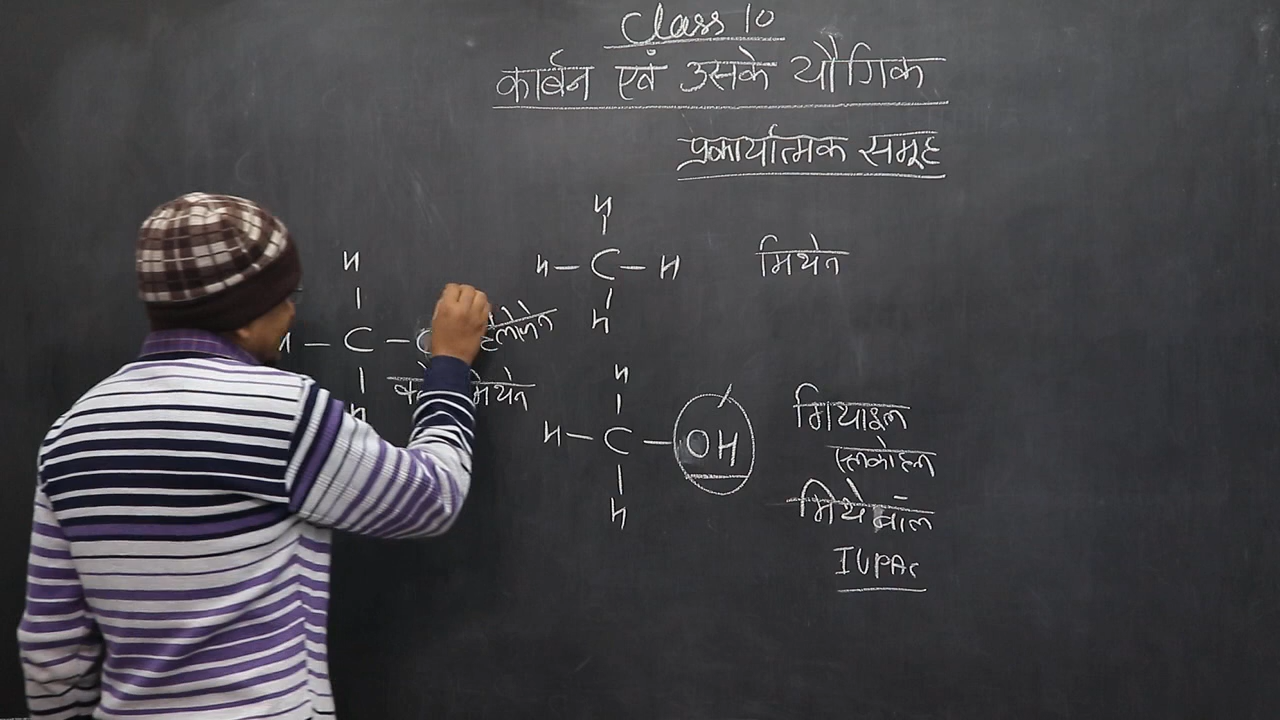 Class 10
कार्बन एवं उसके यौगिक
प्रकार्यात्मक समूह
H
H – C – H
H
मिथेन
H
– C – C
H
मिथेन
H
H – C – OH
H
मिथाइल
एल्कोहल
मिथेनॉल
IUPAC